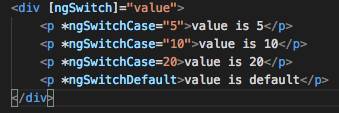 <div [ngSwitch]="value">
    <p *ngSwitchCase="5">value is 5</p>
    <p *ngSwitchCase="10">value is 10</p>
    <p *ngSwitchCase=20>value is 20</p>
    <p *ngSwitchDefault>value is default</p>
</div>